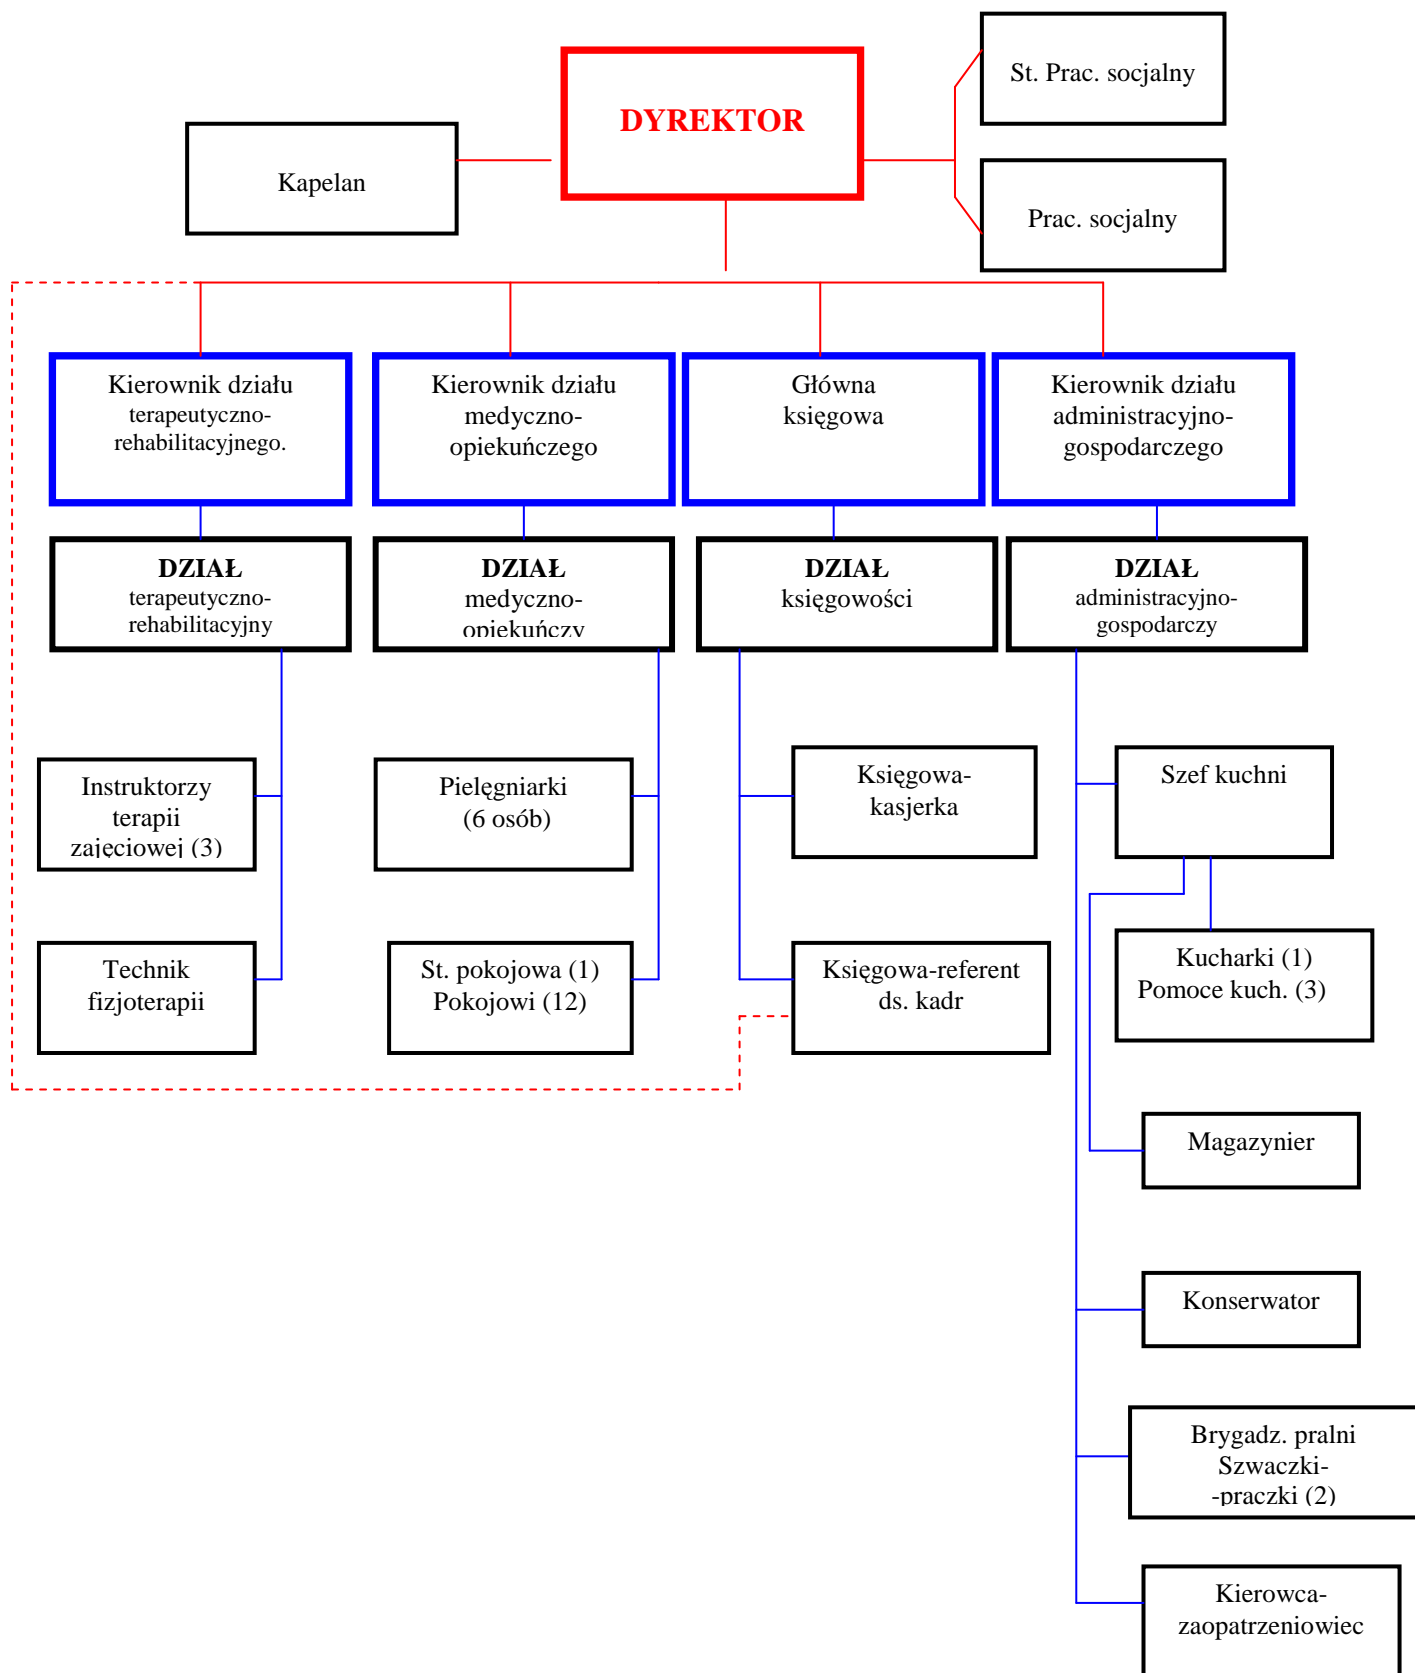 St. Prac. socjalny
DYREKTOR
Kapelan
Prac. socjalny
Kierownik działu
terapeutyczno-
rehabilitacyjnego.
Kierownik działu
medyczno-
opiekuńczego
Główna
księgowa
Kierownik działu
administracyjno-
gospodarczego
DZIAŁ
terapeutyczno-
rehabilitacyjny
DZIAŁ
medyczno-
opiekuńczy
DZIAŁ
księgowości
DZIAŁ
administracyjno-
gospodarczy
Instruktorzy
terapii
zajęciowej (3)
Pielęgniarki
(6 osób)
Księgowa-
kasjerka
Szef kuchni
Technik
fizjoterapii
St. pokojowa (1)
Pokojowi (12)
Księgowa-referent
ds. kadr
Kucharki (1)
Pomoce kuch. (3)
Magazynier
Konserwator
Brygadz. pralni
Szwaczki-
-praczki (2)
Kierowca-
zaopatrzeniowiec